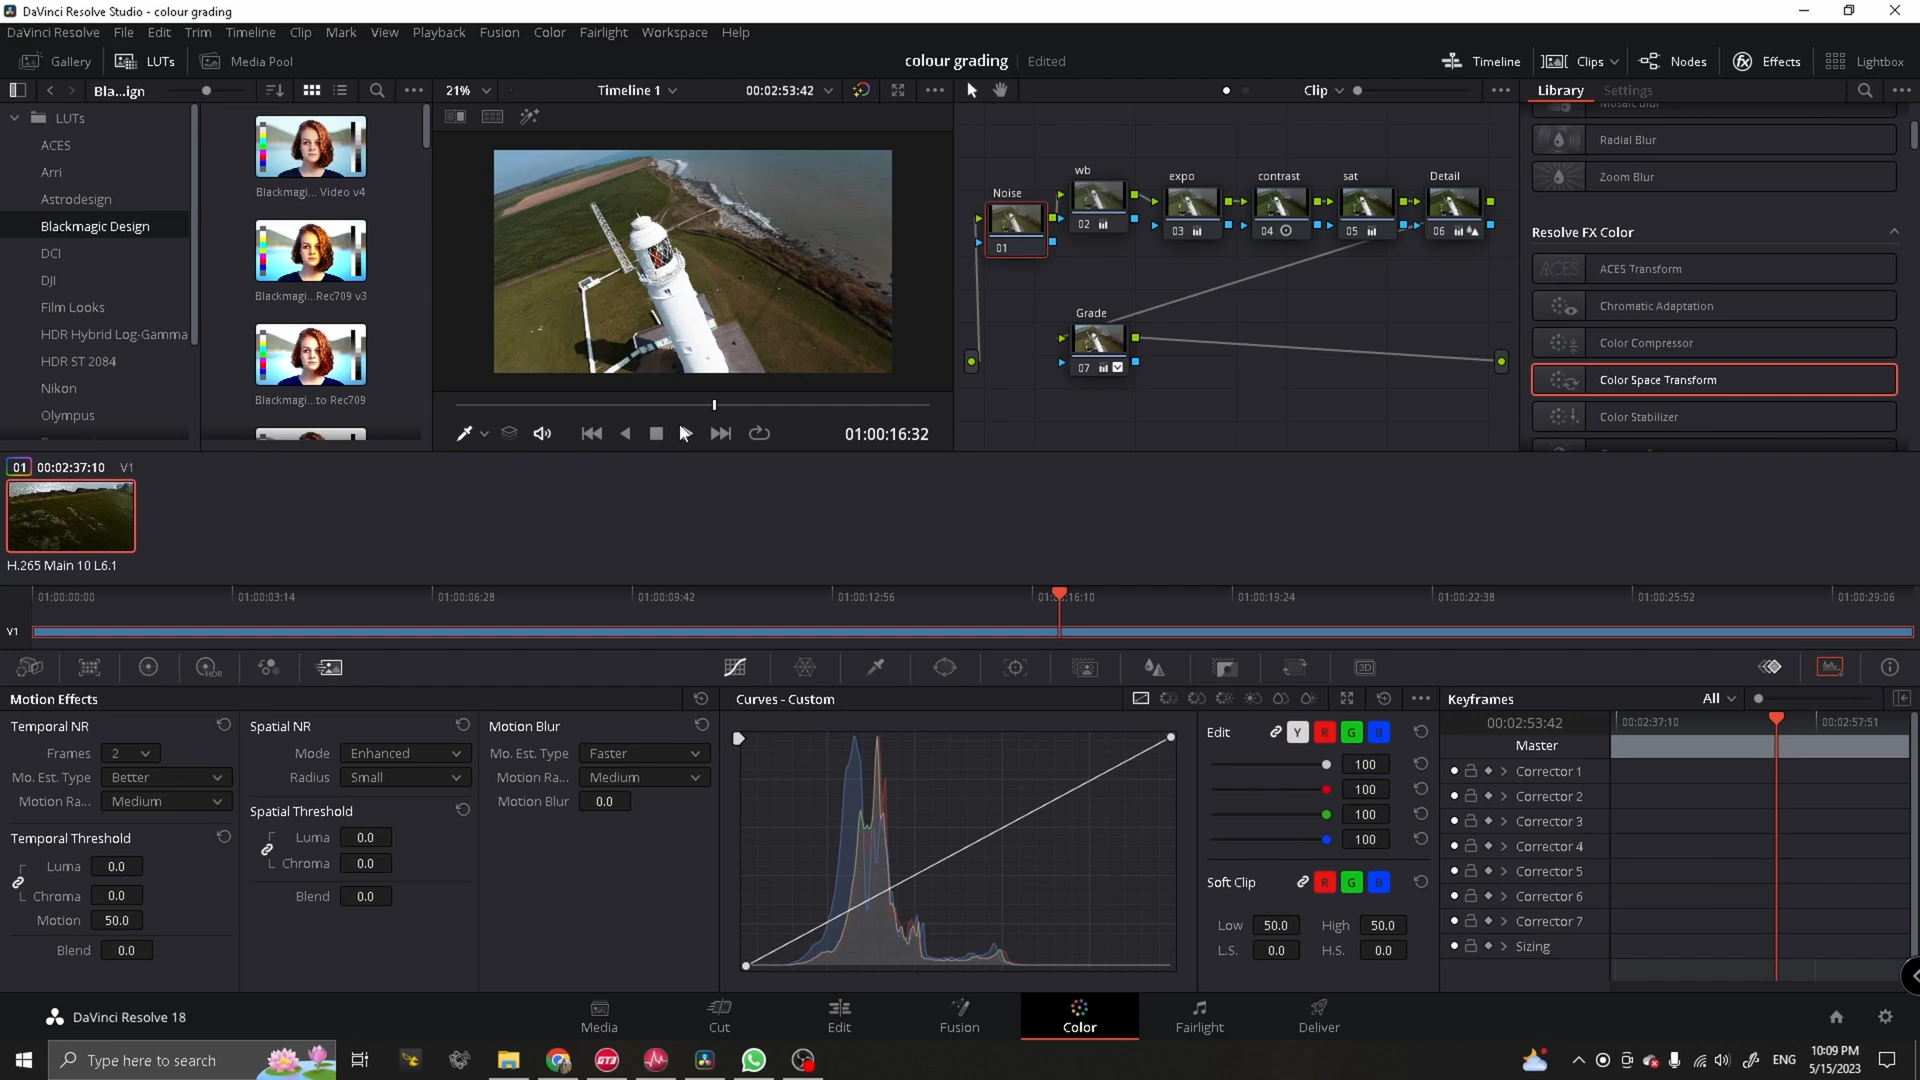 DaVinci Resolve Studio - colour grading
DaVinci Resolve File Edit Trim Timeline Clip Mark View Playback Fusion Color Fairlight Workspace Help
Gallery LUTs Media Pool
colour grading Edited
Timeline Clips Nodes Effects Lightbox
Bla...ign
21% Timeline 1 00:02:53:42
Clip
Library Settings
LUTs
ACES
Arri
Astrodesign
Blackmagic Design
DCI
DJI
Film Looks
HDR Hybrid Log-Gamma
HDR ST 2084
Nikon
Olympus
Blackmagi... Video v4
Blackmagi...Rec709 v3
Blackmagi...to Rec709
01:00:16:32
Noise
01
wb
02
expo
03
contrast
04
sat
05
Detail
06
Grade
07
Mosaic Blur
Radial Blur
Zoom Blur
Resolve FX Color
ACES Transform
Chromatic Adaptation
Color Compressor
Color Space Transform
Color Stabilizer
01 00:02:37:10 V1
H.265 Main 10 L6.1
01:00:00:00 01:00:03:14 01:00:06:28 01:00:09:42 01:00:12:56 01:00:16:10 01:00:19:24 01:00:22:38 01:00:25:52 01:00:29:06
V1
HDR
3D
Motion Effects
Temporal NR
Frames 2
Mo. Est. Type Better
Motion Ra... Medium
Temporal Threshold
Luma 0.0
Chroma 0.0
Motion 50.0
Blend 0.0
Spatial NR
Mode Enhanced
Radius Small
Spatial Threshold
Luma 0.0
Chroma 0.0
Blend 0.0
Motion Blur
Mo. Est. Type Faster
Motion Ra... Medium
Motion Blur 0.0
Curves - Custom
Edit Y R G B
100
100
100
100
Soft Clip R G B
Low 50.0 High 50.0
L.S. 0.0 H.S. 0.0
Keyframes All
00:02:53:42 00:02:37:10 00:02:57:51
Master
Corrector 1
Corrector 2
Corrector 3
Corrector 4
Corrector 5
Corrector 6
Corrector 7
Sizing
DaVinci Resolve 18
Media Cut Edit Fusion Color Fairlight Deliver
Type here to search
GT3
ENG
10:09 PM
5/15/2023